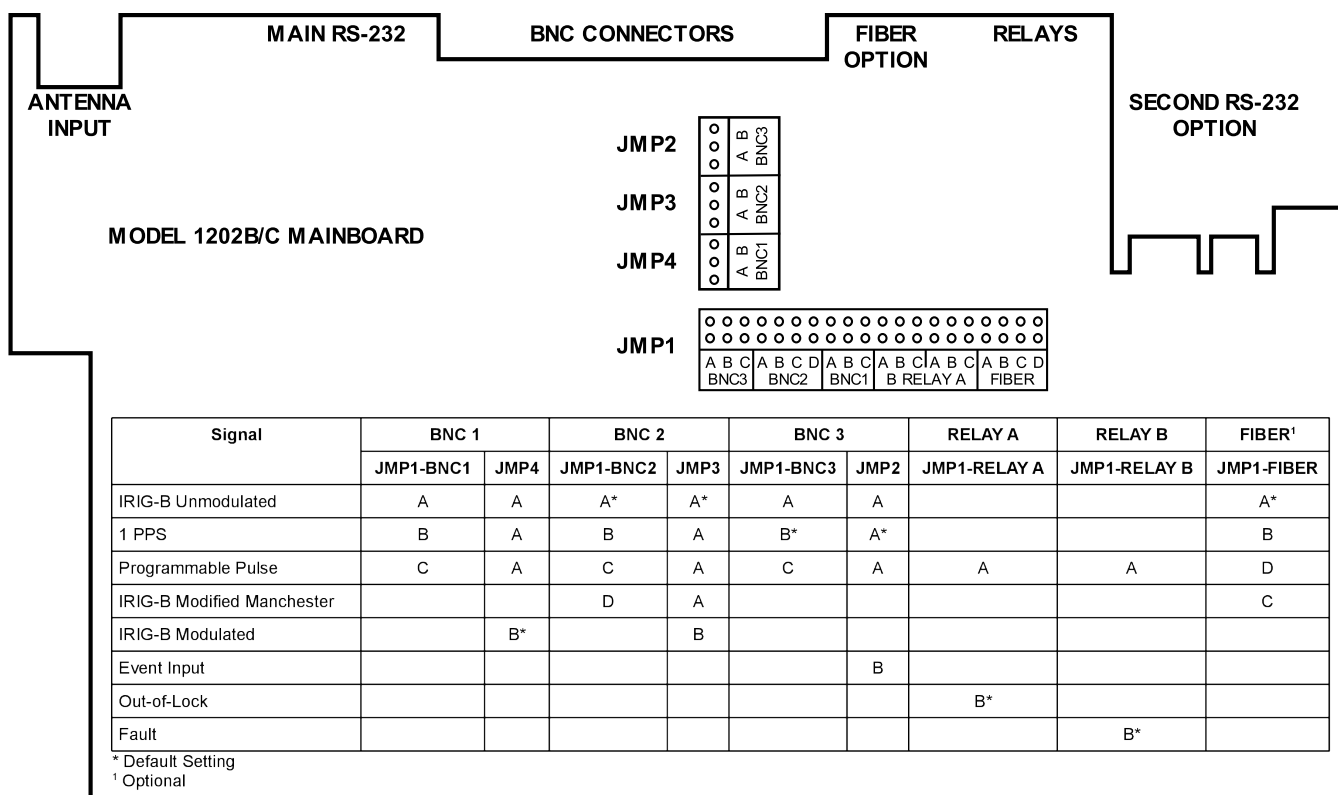 MAIN RS-232
BNC CONNECTORS
FIBER
OPTION
RELAYS
ANTENNA
INPUT
SECOND RS-232
OPTION
JMP2
A B
BNC3
JMP3
A B
BNC2
MODEL 1202B/C MAINBOARD
JMP4
A B
BNC1
JMP1
A B C A B C D A B C A B C A B C A B C D
BNC3 BNC2 BNC1 B RELAY A FIBER
Signal BNC 1 BNC 2 BNC 3 RELAY A RELAY B FIBER¹
JMP1-BNC1 JMP4 JMP1-BNC2 JMP3 JMP1-BNC3 JMP2 JMP1-RELAY A JMP1-RELAY B JMP1-FIBER
IRIG-B Unmodulated A A A* A* A A A*
1 PPS B A B A B* A* B
Programmable Pulse C A C A C A A A D
IRIG-B Modified Manchester D A C
IRIG-B Modulated B* B
Event Input B
Out-of-Lock B*
Fault B*
* Default Setting
¹ Optional